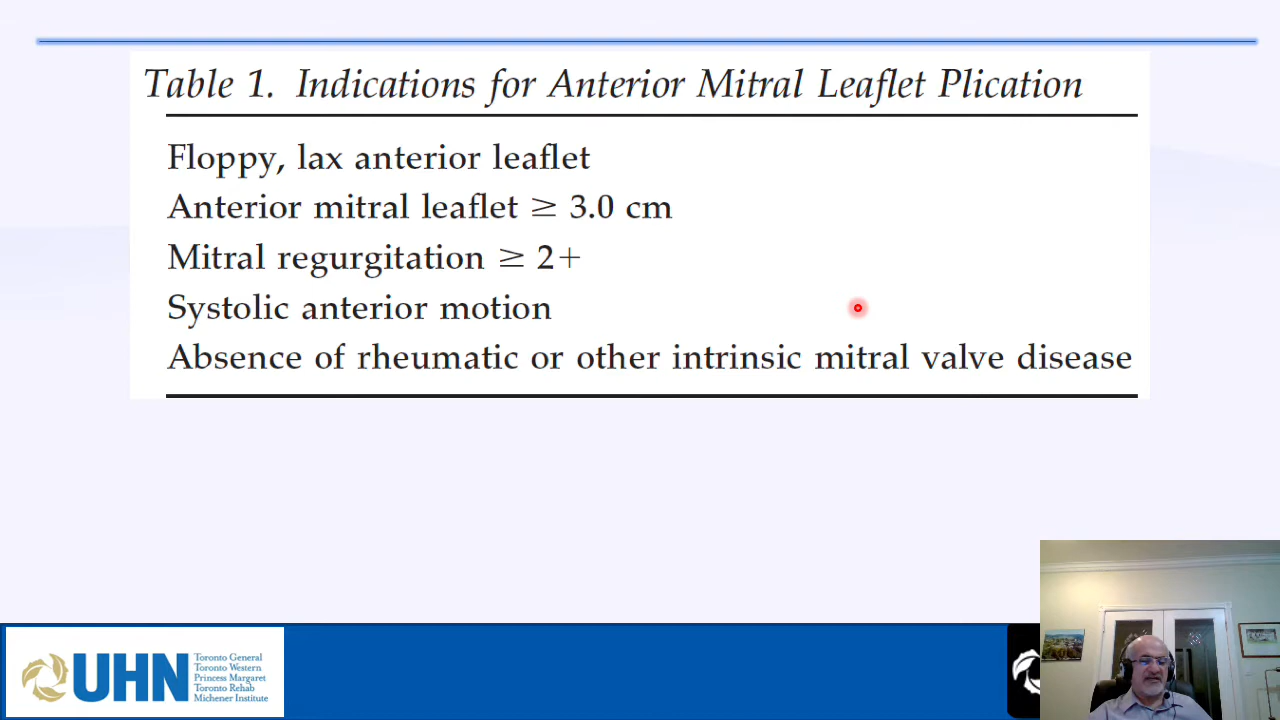 Table 1. Indications for Anterior Mitral Leaflet Plication
Floppy, lax anterior leaflet
Anterior mitral leaflet ≥ 3.0 cm
Mitral regurgitation ≥ 2+
Systolic anterior motion
Absence of rheumatic or other intrinsic mitral valve disease
UHN
Toronto General
Toronto Western
Princess Margaret
Toronto Rehab
Michener Institute